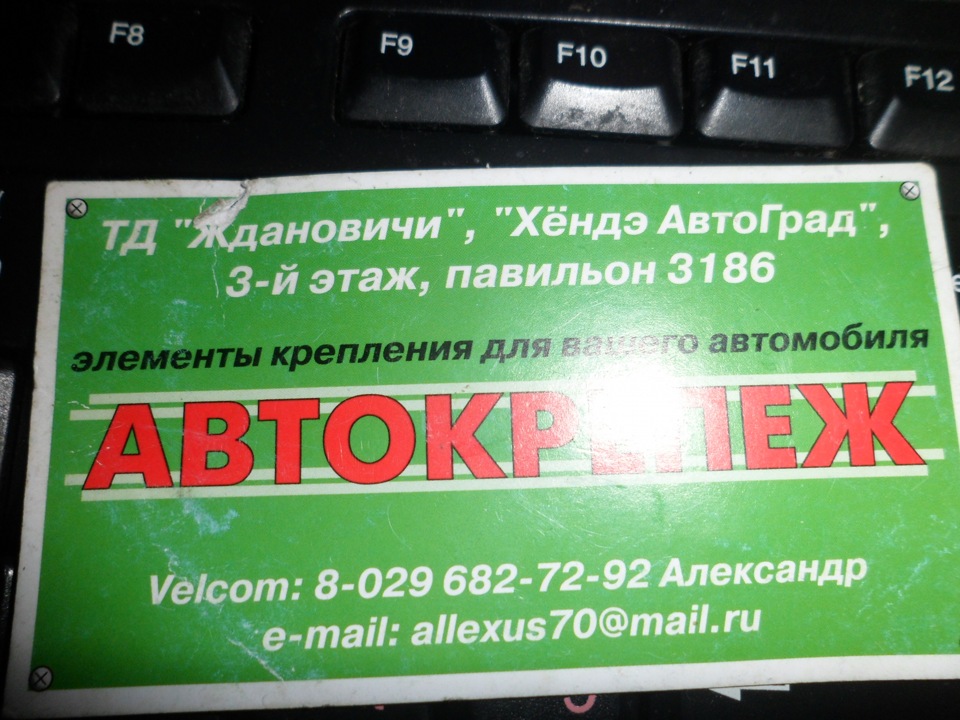 F8 F9 F10 F11 F12
ТД "Ждановичи", "Хёндэ АвтоГрад",
3-й этаж, павильон 3186
элементы крепления для вашего автомобиля
АВТОКРЕПЕЖ
Velcom: 8-029 682-72-92 Александр
e-mail: allexus70@mail.ru